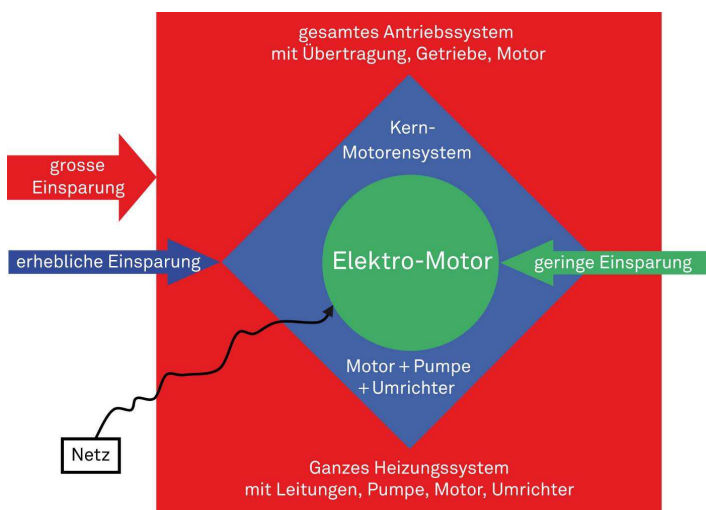 gesamtes Antriebssystem
mit Übertragung, Getriebe, Motor
Kern-
Motorensystem
grosse
Einsparung
erhebliche Einsparung
Elektro-Motor
geringe Einsparung
Motor + Pumpe
+ Umrichter
Netz
Ganzes Heizungssystem
mit Leitungen, Pumpe, Motor, Umrichter